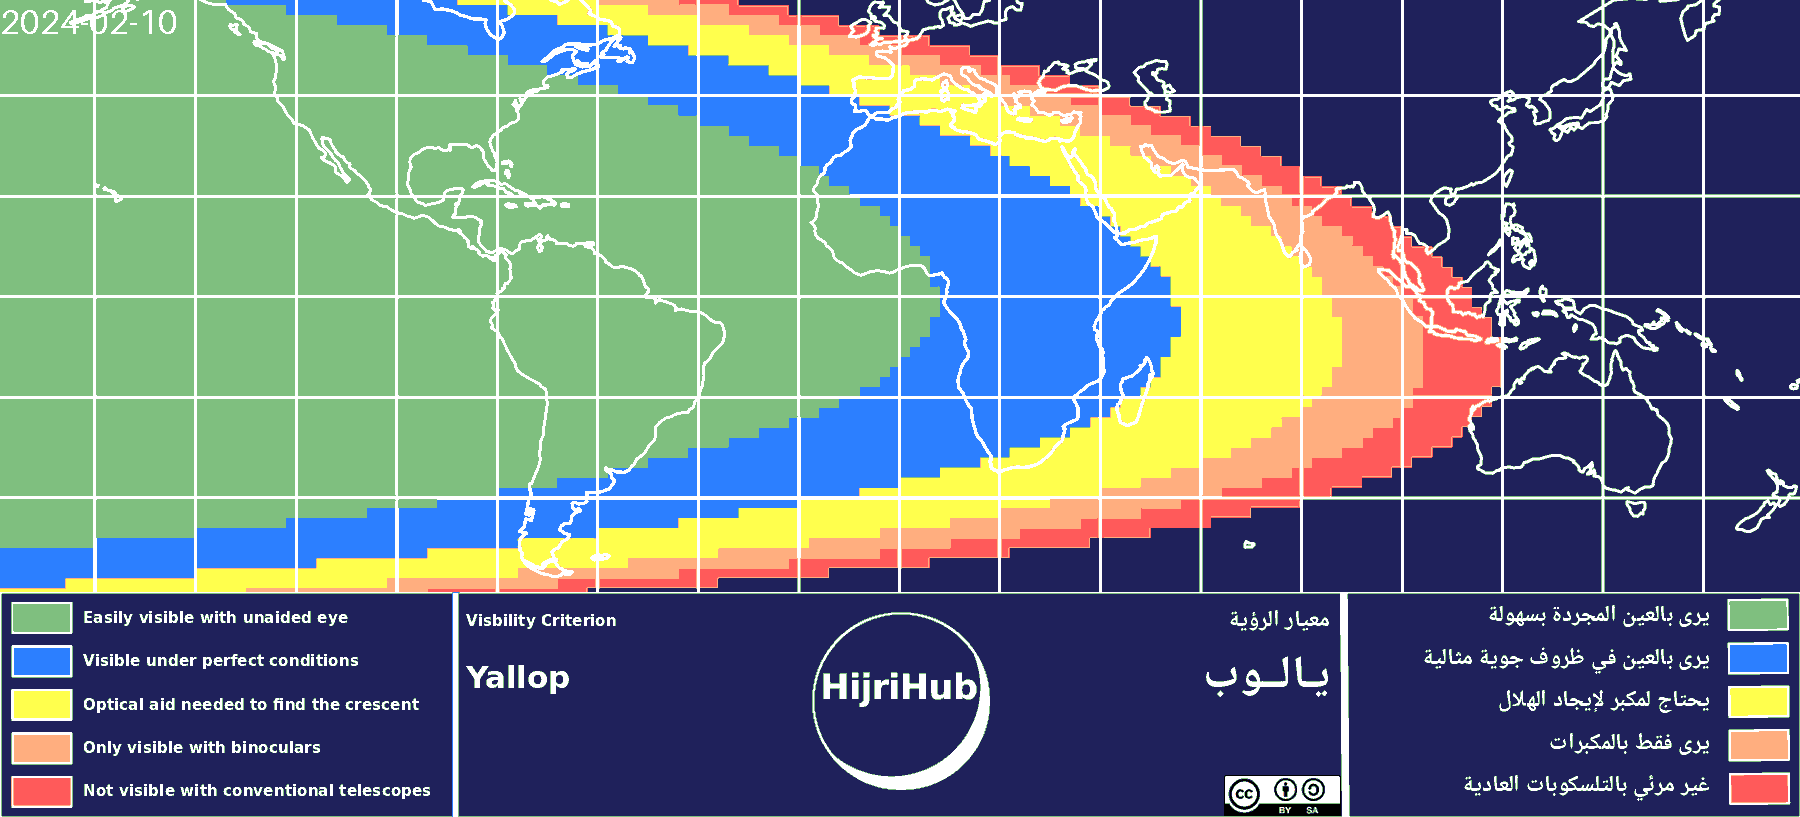 2024-02-10
Easily visible with unaided eye
Visible under perfect conditions
Optical aid needed to find the crescent
Only visible with binoculars
Not visible with conventional telescopes
Visbility Criterion
Yallop
HijriHub
معيار الرؤية
يـالـوب
cc
BY SA
يرى بالعين المجردة بسهولة
يرى بالعين في ظروف جوية مثالية
يحتاج لمكبر لإيجاد الهلال
يرى فقط بالمكبرات
غير مرئي بالتلسكوبات العادية